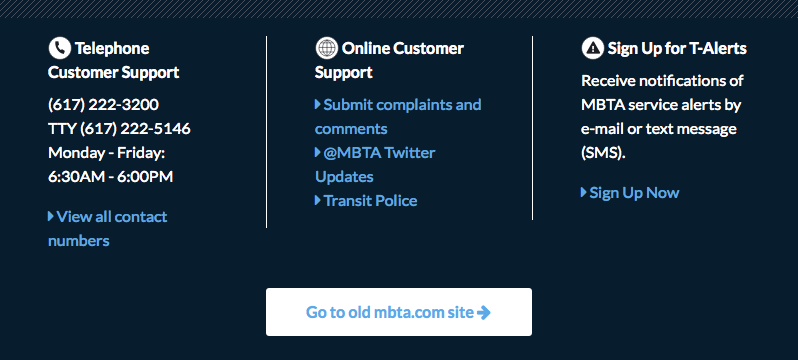 Telephone
Customer Support
(617) 222-3200
TTY (617) 222-5146
Monday - Friday:
6:30AM - 6:00PM
View all contact
numbers
Online Customer
Support
Submit complaints and
comments
@MBTA Twitter
Updates
Transit Police
Sign Up for T-Alerts
Receive notifications of
MBTA service alerts by
e-mail or text message
(SMS).
Sign Up Now
Go to old mbta.com site